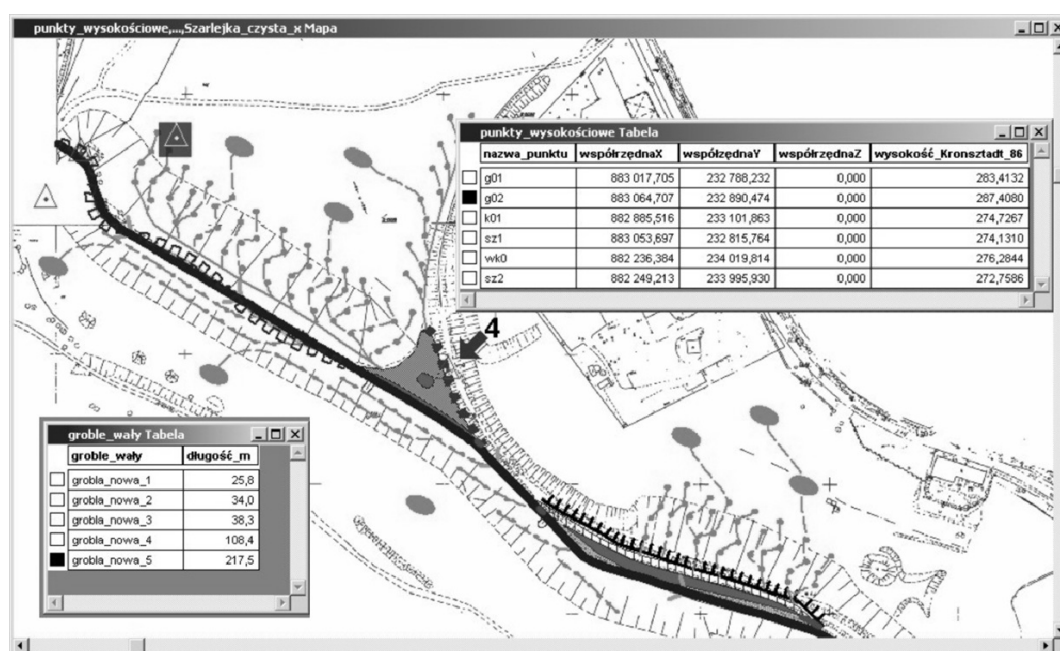 punkty_wysokościowe,...,Szarlejka_czysta_x Mapa
punkty_wysokościowe Tabela
nazwa_punktu współrzędnaX współzędnaY współrzędnaZ wysokość_Kronsztadt_86
g01 883 017,705 232 788,232 0,000 283,4132
g02 883 064,707 232 890,474 0,000 287,4080
k01 882 885,516 233 101,863 0,000 274,7267
sz1 883 053,697 232 815,764 0,000 274,1310
wk0 882 236,384 234 019,814 0,000 276,2844
sz2 882 249,213 233 995,930 0,000 272,7586
4
groble_wały Tabela
groble_wały długość_m
grobla_nowa_1 25,8
grobla_nowa_2 34,0
grobla_nowa_3 38,3
grobla_nowa_4 108,4
grobla_nowa_5 217,5